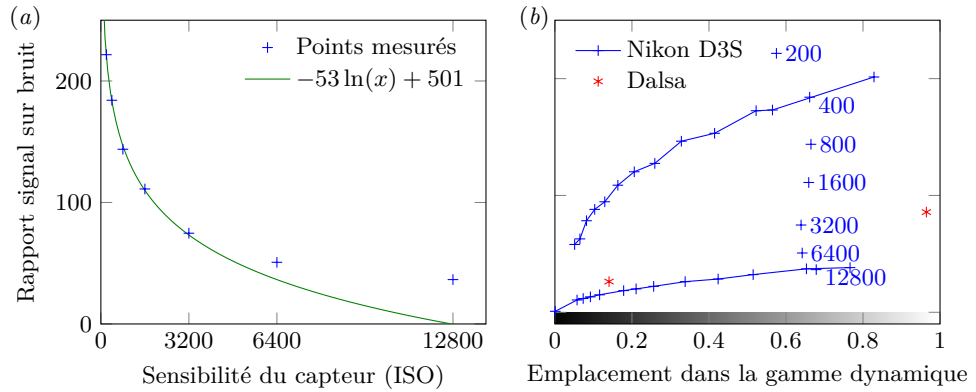 (a)
Rapport signal sur bruit
200
100
0
Points mesurés
−53 ln(x) + 501
0
3200
6400
12800
Sensibilité du capteur (ISO)
(b)
Nikon D3S
Dalsa
200
400
800
1600
3200
6400
12800
0
0.2
0.4
0.6
0.8
1
Emplacement dans la gamme dynamique